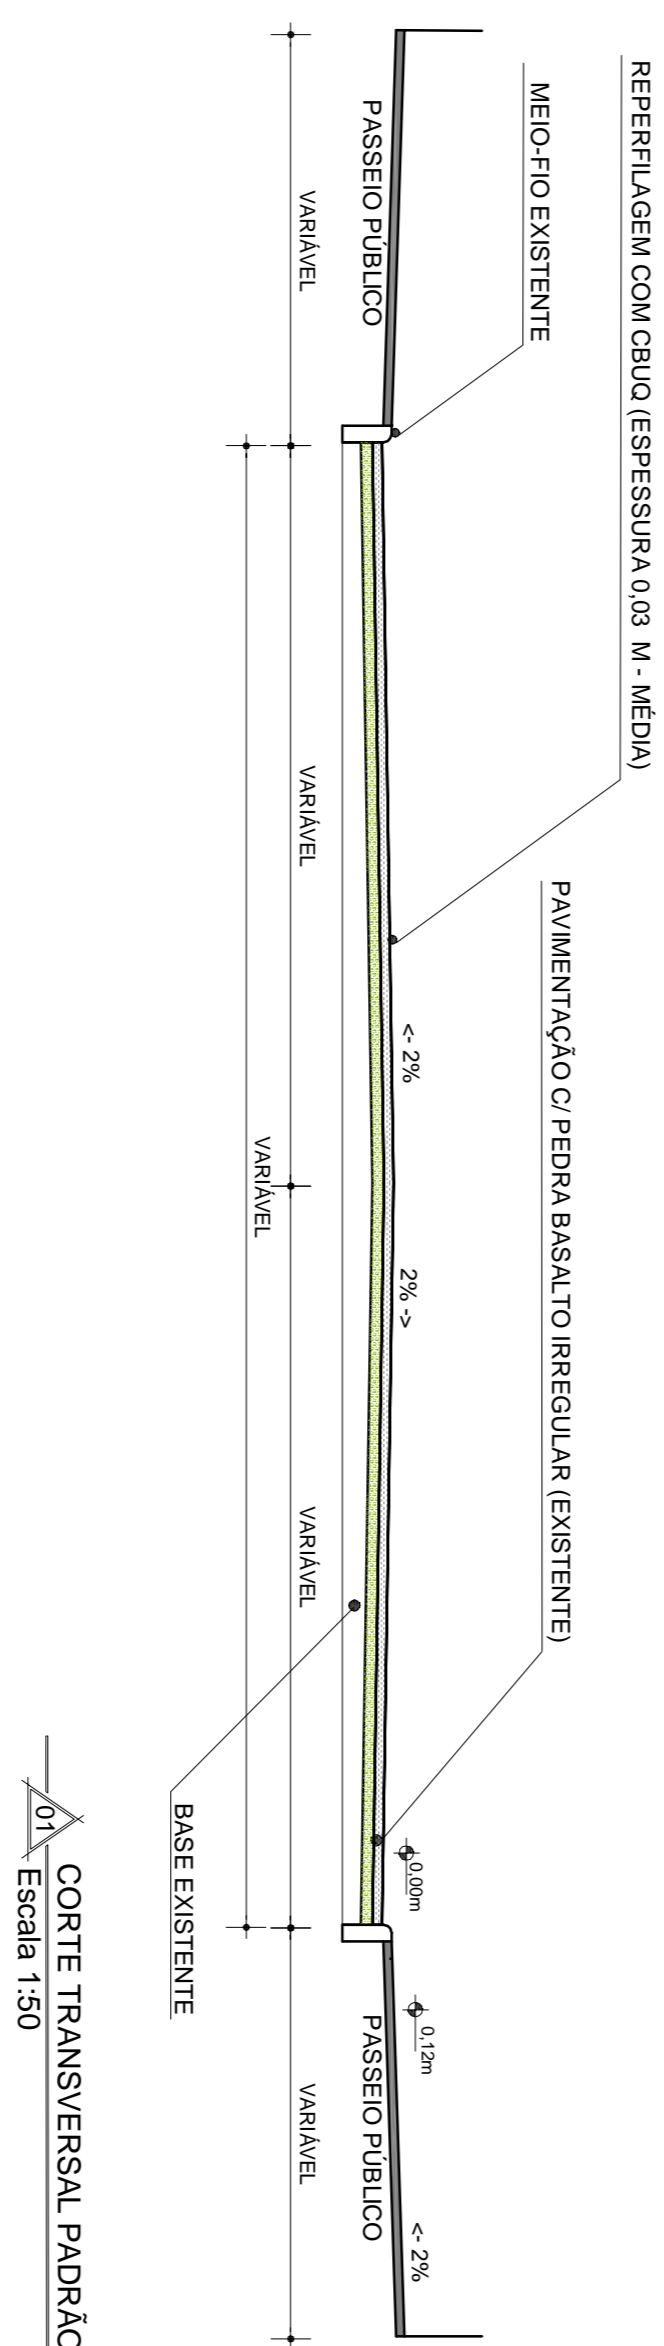 REPERFILAGEM COM CBUQ (ESPESSURA 0,03 M - MÉDIA)
MEIO-FIO EXISTENTE
PAVIMENTAÇÃO C/ PEDRA BASALTO IRREGULAR (EXISTENTE)
<- 2%
2% ->
0,00m
0,12m
<- 2%
PASSEIO PÚBLICO
PASSEIO PÚBLICO
VARIÁVEL
VARIÁVEL
VARIÁVEL
VARIÁVEL
VARIÁVEL
BASE EXISTENTE
01
CORTE TRANSVERSAL PADRÃO
Escala 1:50